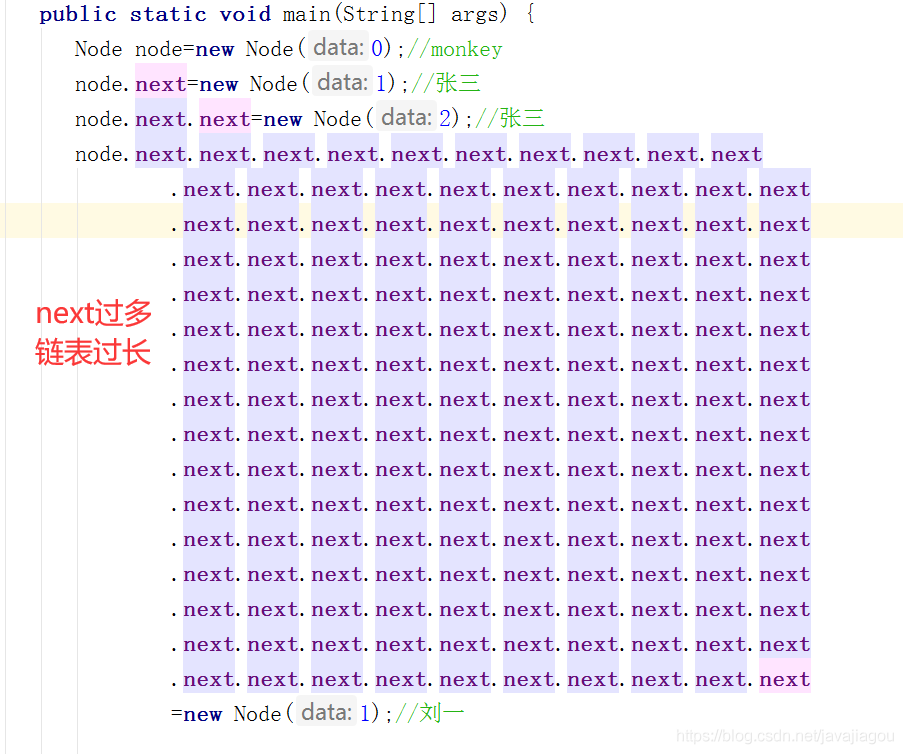 public static void main(String[] args) {
Node node=new Node( data: 0);//monkey
node.next=new Node( data: 1);//张三
node.next.next=new Node( data: 2);//张三
node.next.next.next.next.next.next.next.next.next.next
.next.next.next.next.next.next.next.next.next.next
.next.next.next.next.next.next.next.next.next.next
.next.next.next.next.next.next.next.next.next.next
.next.next.next.next.next.next.next.next.next.next
next过多
.next.next.next.next.next.next.next.next.next.next
链表过长
.next.next.next.next.next.next.next.next.next.next
.next.next.next.next.next.next.next.next.next.next
.next.next.next.next.next.next.next.next.next.next
.next.next.next.next.next.next.next.next.next.next
.next.next.next.next.next.next.next.next.next.next
.next.next.next.next.next.next.next.next.next.next
.next.next.next.next.next.next.next.next.next.next
.next.next.next.next.next.next.next.next.next.next
.next.next.next.next.next.next.next.next.next.next
.next.next.next.next.next.next.next.next.next.next
=new Node( data: 1);//刘一
https://blog.csdn.net/javajiagou